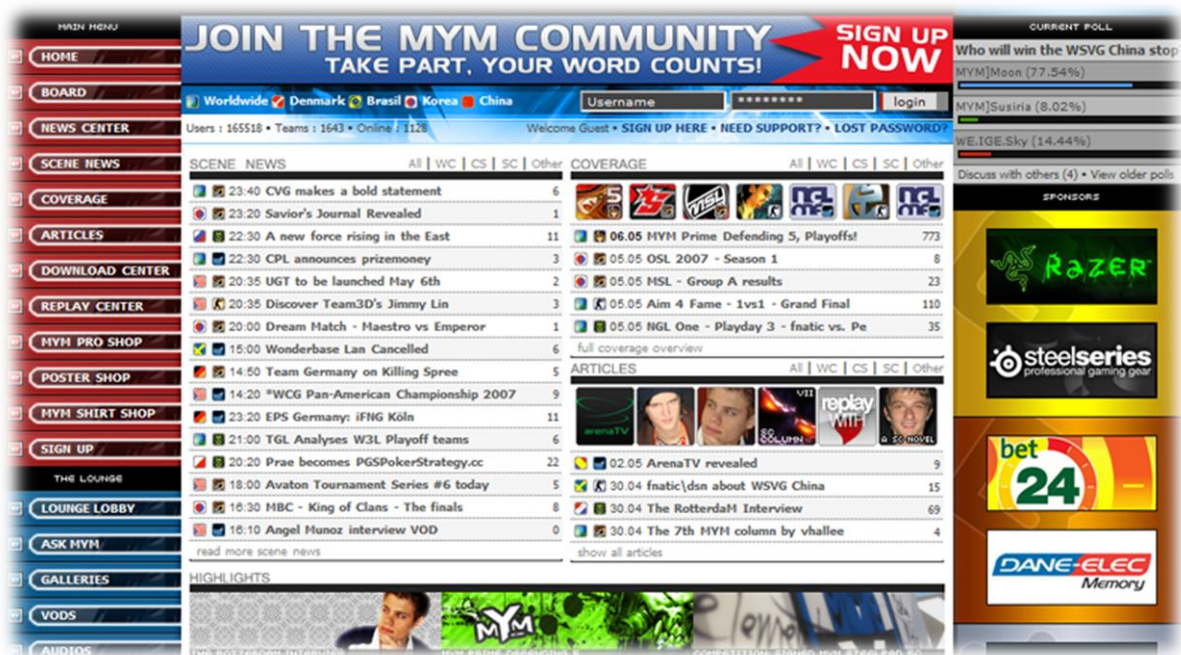 MAIN MENU
HOME
BOARD
NEWS CENTER
SCENE NEWS
COVERAGE
ARTICLES
DOWNLOAD CENTER
REPLAY CENTER
MYM PRO SHOP
POSTER SHOP
MYM SHIRT SHOP
SIGN UP
THE LOUNGE
LOUNGE LOBBY
ASK MYM
GALLERIES
VODS
AUDIOS
JOIN THE MYM COMMUNITY
TAKE PART, YOUR WORD COUNTS!
SIGN UP
NOW
Worldwide Denmark Brasil Korea China
Username ******** login
Users : 165518 • Teams : 1643 • Online : 1128
Welcome Guest • SIGN UP HERE • NEED SUPPORT? • LOST PASSWORD?
SCENE NEWS All | WC | CS | SC | Other
23:40 CVG makes a bold statement 6
23:20 Savior's Journal Revealed 1
22:30 A new force rising in the East 11
22:30 CPL announces prizemoney 3
20:35 UGT to be launched May 6th 2
20:35 Discover Team3D's Jimmy Lin 3
20:00 Dream Match - Maestro vs Emperor 1
15:00 Wonderbase Lan Cancelled 6
14:50 Team Germany on Killing Spree 5
14:20 *WCG Pan-American Championship 2007 9
23:20 EPS Germany: iFNG Köln 11
21:00 TGL Analyses W3L Playoff teams 6
20:20 Prae becomes PGSPokerStrategy.cc 22
18:00 Avaton Tournament Series #6 today 5
16:30 MBC - King of Clans - The finals 8
16:10 Angel Munoz interview VOD 0
read more scene news
COVERAGE All | WC | CS | SC | Other
5
MSL
NGL
NGL
06.05 MYM Prime Defending 5, Playoffs! 773
05.05 OSL 2007 - Season 1 8
05.05 MSL - Group A results 23
05.05 Aim 4 Fame - 1vs1 - Grand Final 110
05.05 NGL One - Playday 3 - fnatic vs. Pe 35
full coverage overview
ARTICLES All | WC | CS | SC | Other
arenaTV
VII
SC
COLUMN
replay
WITH
A SC NOVEL
02.05 ArenaTV revealed 9
30.04 fnatic\dsn about WSVG China 15
30.04 The RotterdaM Interview 69
30.04 The 7th MYM column by vhallee 4
show all articles
HIGHLIGHTS
MYM
CURRENT POLL
Who will win the WSVG China stop?
MYM]Moon (77.54%)
MYM]Susiria (8.02%)
WE.IGE.Sky (14.44%)
Discuss with others (4) • View older polls
SPONSORS
RAZER
steelseries
professional gaming gear
bet
24
DANE-ELEC
Memory